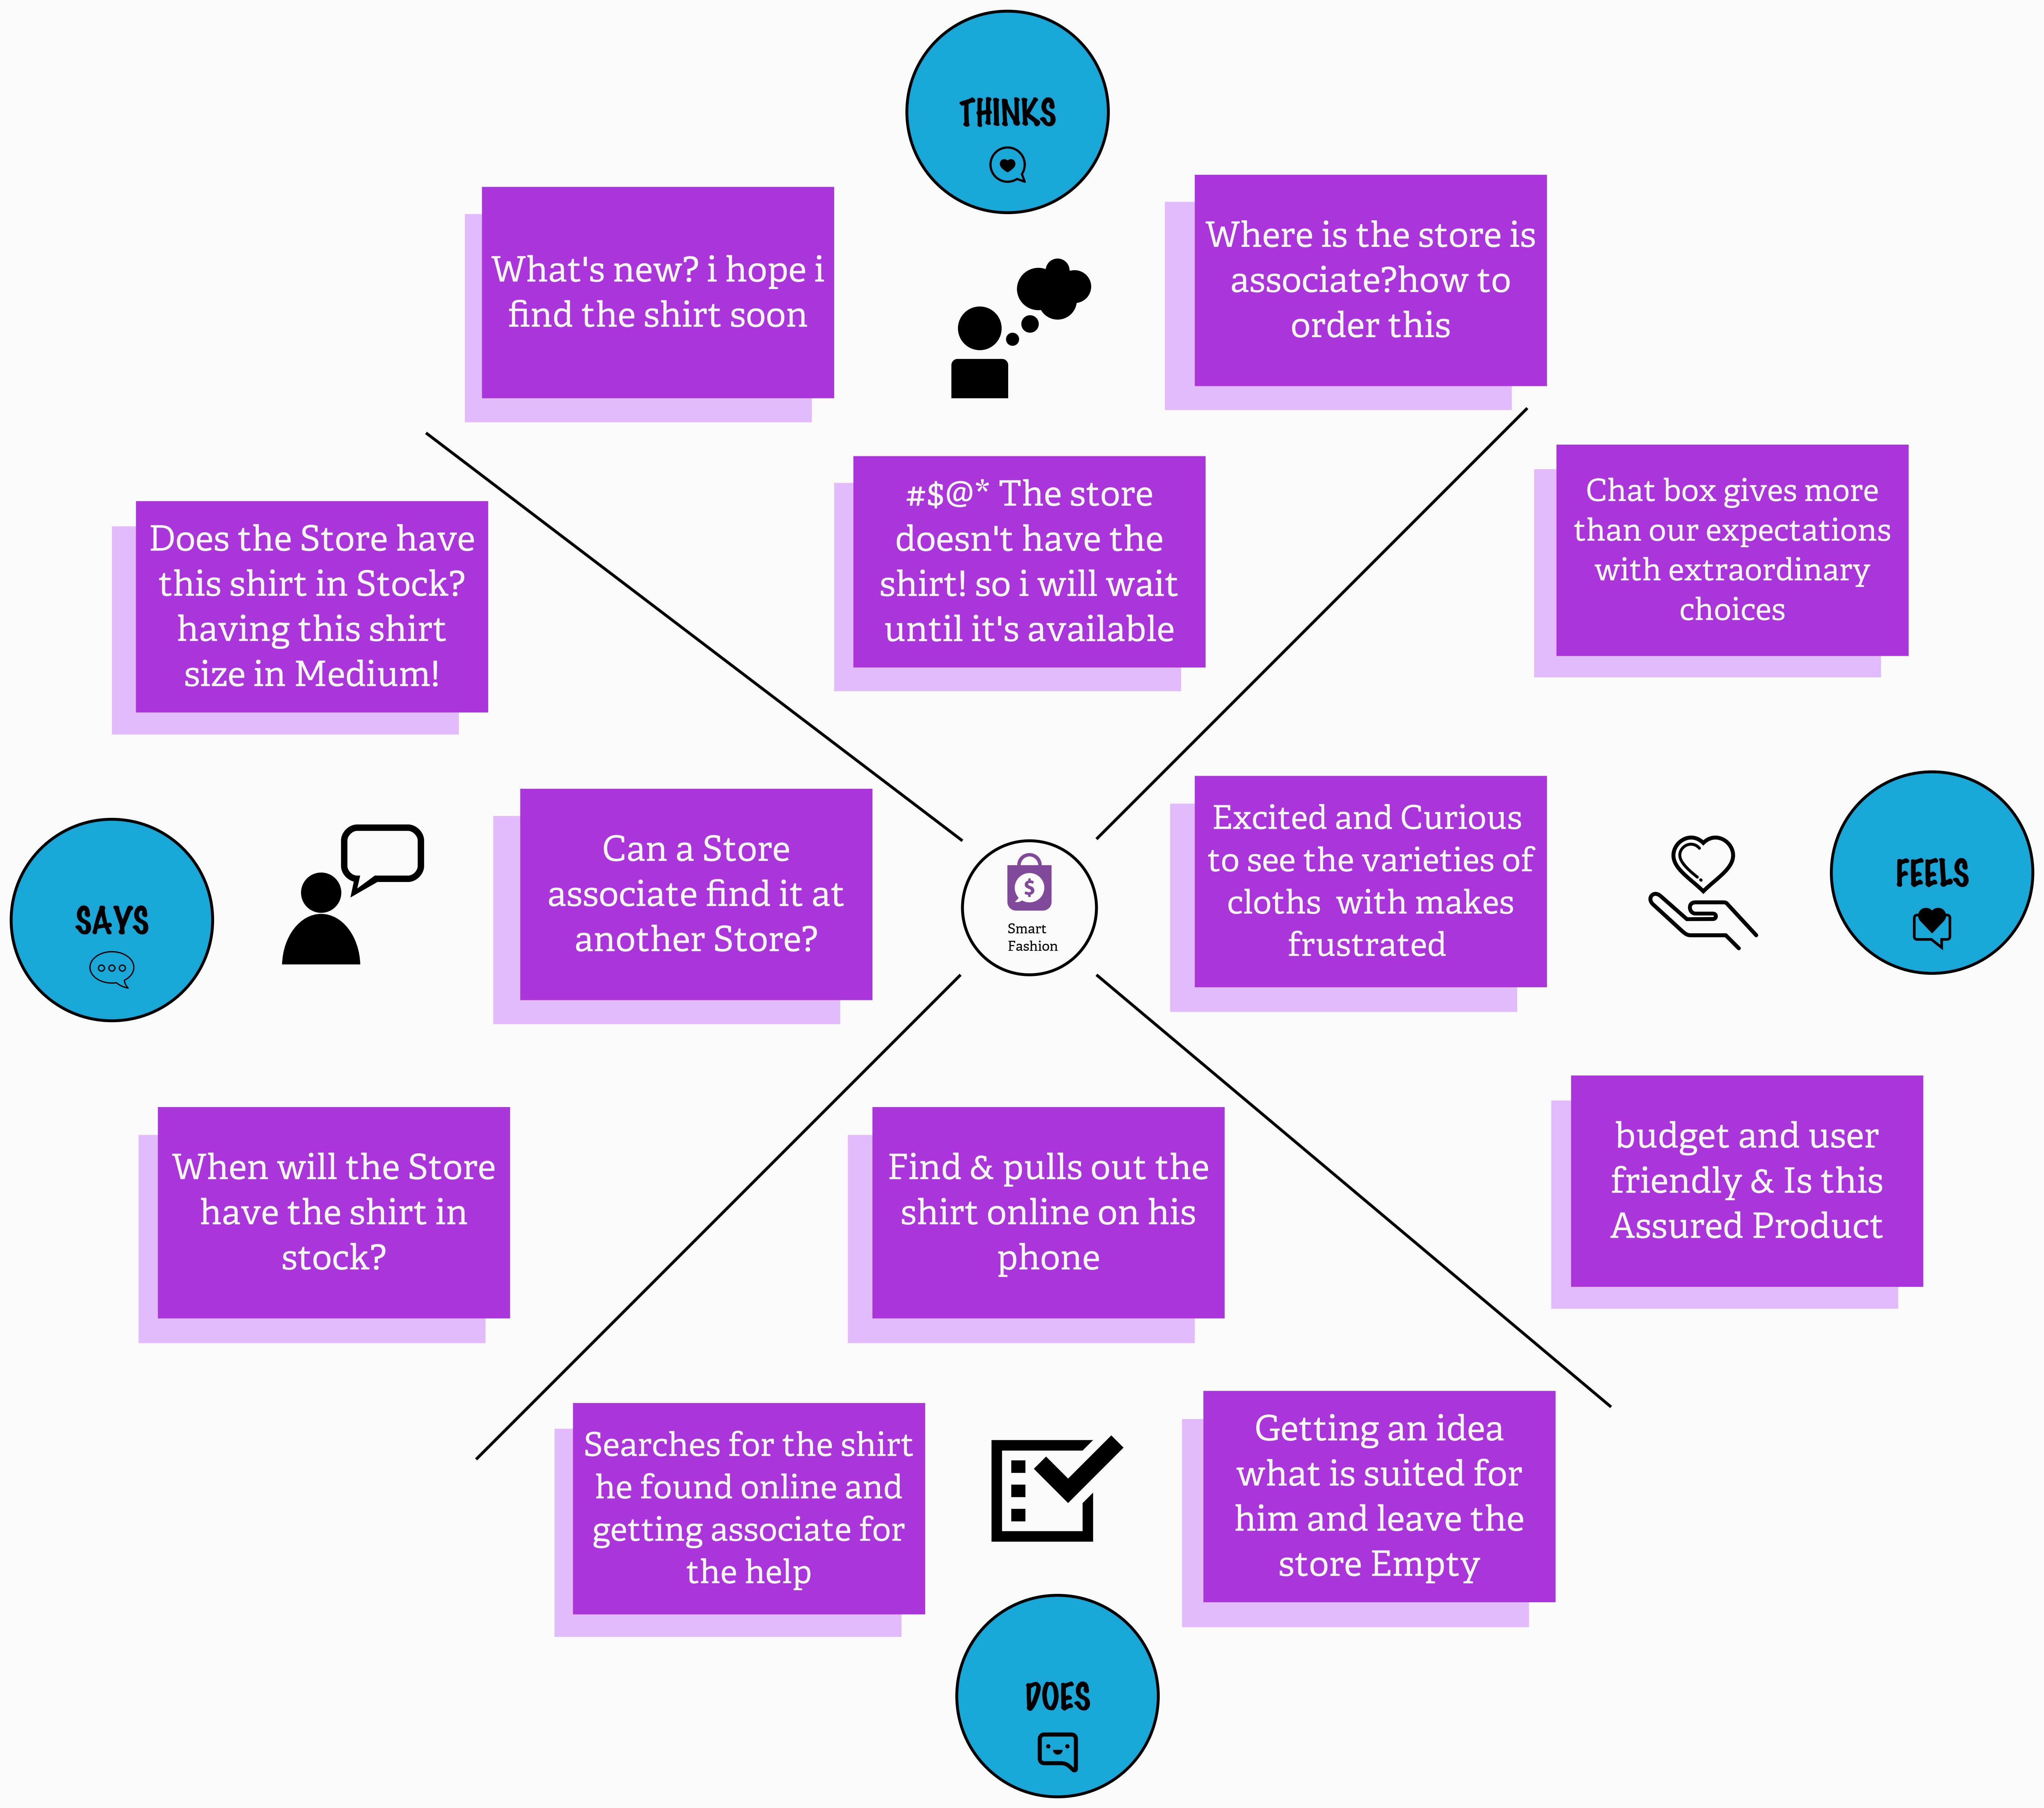 THINKS
What's new? i hope i
find the shirt soon
Where is the store is
associate?how to
order this
#$@* The store
doesn't have the
shirt! so i will wait
until it's available
Does the Store have
this shirt in Stock?
having this shirt
size in Medium!
Chat box gives more
than our expectations
with extraordinary
choices
SAYS
Can a Store
associate find it at
another Store?
$
Smart
Fashion
Excited and Curious
to see the varieties of
cloths with makes
frustrated
FEELS
When will the Store
have the shirt in
stock?
Find & pulls out the
shirt online on his
phone
budget and user
friendly & Is this
Assured Product
Searches for the shirt
he found online and
getting associate for
the help
Getting an idea
what is suited for
him and leave the
store Empty
DOES